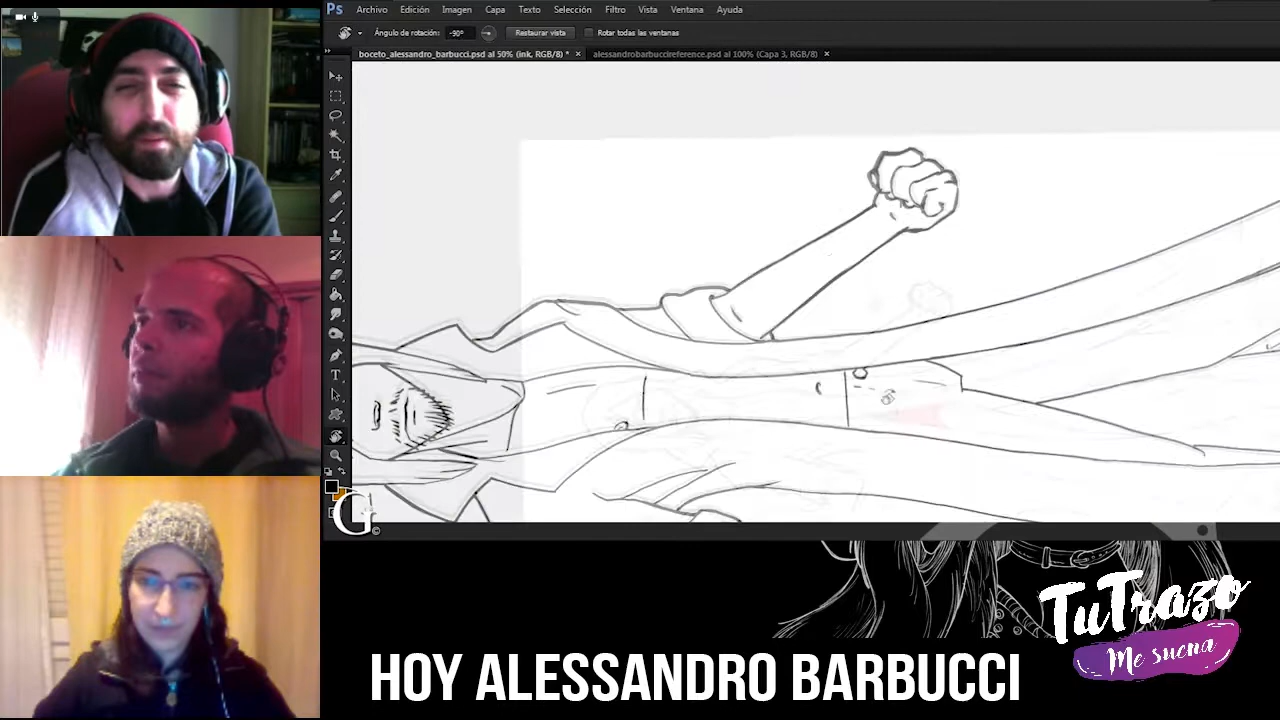 Ps Archivo Edición Imagen Capa Texto Selección Filtro Vista Ventana Ayuda
Ángulo de rotación: -90° Restaurar vista Rotar todas las ventanas
boceto_alessandro_barbucci.psd al 50% (ink, RGB/8) * × alessandrobarbuccireference.psd al 100% (Capa 3, RGB/8) ×
T
G©
TuTrazo
Me suena
HOY ALESSANDRO BARBUCCI